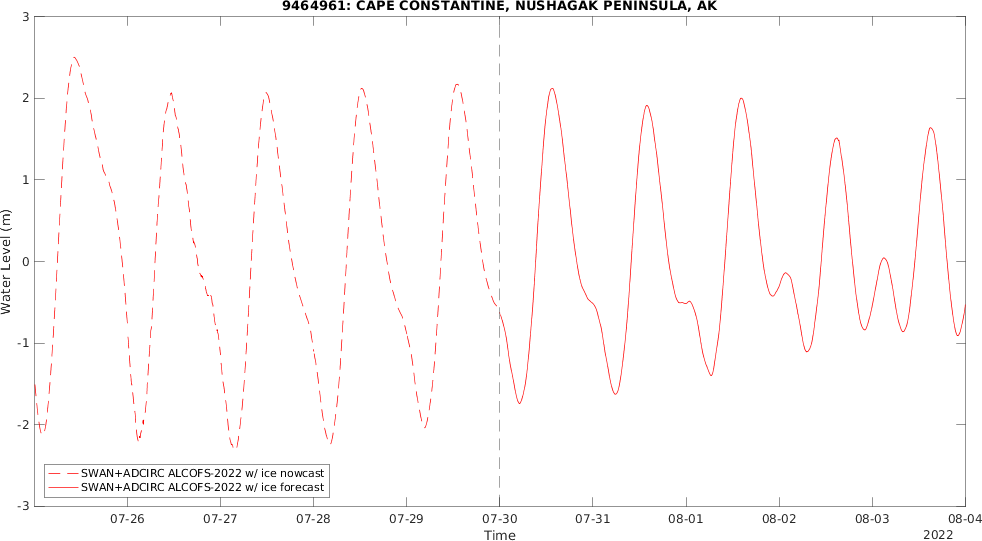 9464961: CAPE CONSTANTINE, NUSHAGAK PENINSULA, AK
3
2
1
0
-1
-2
-3
Water Level (m)
SWAN+ADCIRC ALCOFS-2022 w/ ice nowcast
SWAN+ADCIRC ALCOFS-2022 w/ ice forecast
07-26 07-27 07-28 07-29 07-30 07-31 08-01 08-02 08-03 08-04
Time
2022